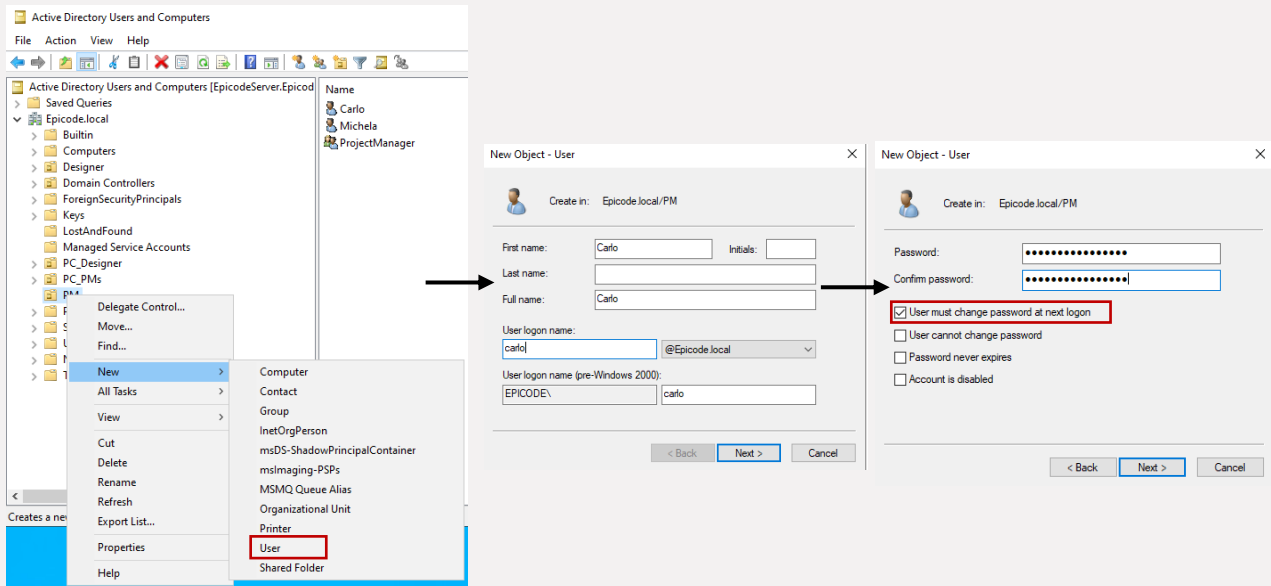 Active Directory Users and Computers
File Action View Help
Active Directory Users and Computers [EpicodeServer.Epicod
Saved Queries
Epicode.local
Builtin
Computers
Designer
Domain Controllers
ForeignSecurityPrincipals
Keys
LostAndFound
Managed Service Accounts
PC_Designer
PC_PMs
PM
Name
Carlo
Michela
ProjectManager
Creates a new
Delegate Control...
Move...
Find...
New
All Tasks
View
Cut
Delete
Rename
Refresh
Export List...
Properties
Help
Computer
Contact
Group
InetOrgPerson
msDS-ShadowPrincipalContainer
msImaging-PSPs
MSMQ Queue Alias
Organizational Unit
Printer
User
Shared Folder
New Object - User
Create in: Epicode.local/PM
First name: Carlo Initials:
Last name:
Full name: Carlo
User logon name:
carlo @Epicode.local
User logon name (pre-Windows 2000):
EPICODE\ carlo
< Back Next > Cancel
New Object - User
Create in: Epicode.local/PM
Password: ••••••••••••••••
Confirm password: ••••••••••••••••
User must change password at next logon
User cannot change password
Password never expires
Account is disabled
< Back Next > Cancel